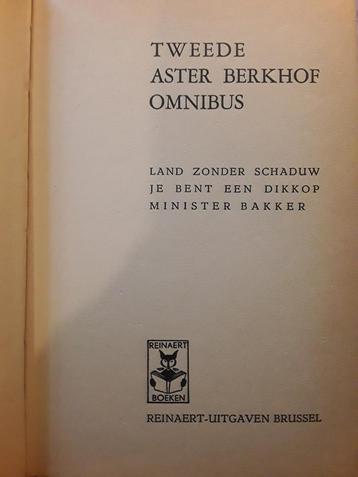 TWEEDE
ASTER BERKHOF
OMNIBUS
LAND ZONDER SCHADUW
JE BENT EEN DIKKOP
MINISTER BAKKER
REINAERT
BOEKEN
REINAERT-UITGAVEN BRUSSEL